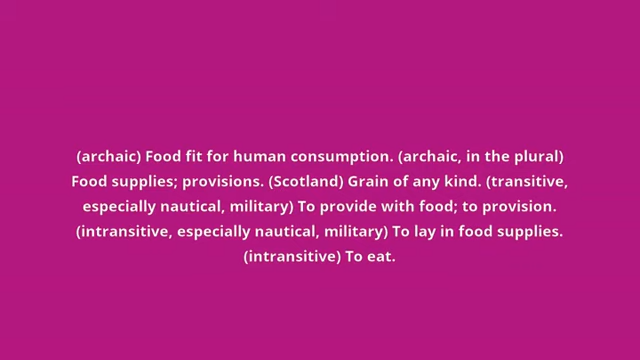 (archaic) Food fit for human consumption. (archaic, in the plural)
Food supplies; provisions. (Scotland) Grain of any kind. (transitive,
especially nautical, military) To provide with food; to provision.
(intransitive, especially nautical, military) To lay in food supplies.
(intransitive) To eat.